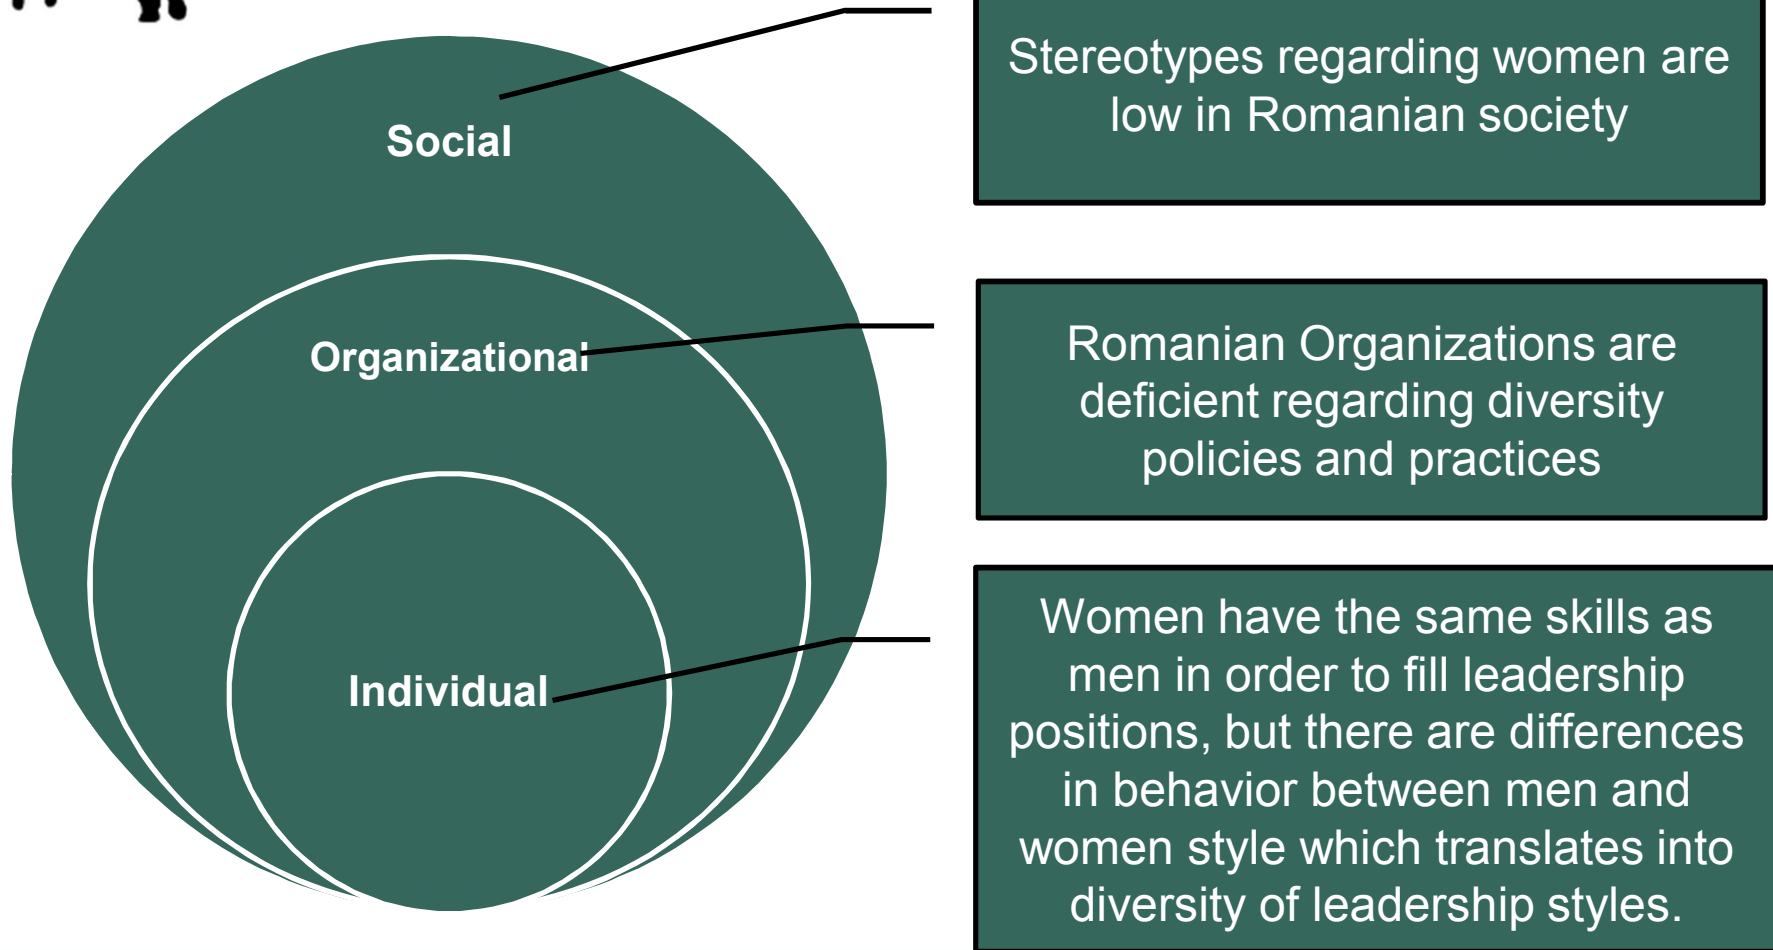 Social
Stereotypes regarding women are
low in Romanian society
Organizational
Romanian Organizations are
deficient regarding diversity
policies and practices
Individual
Women have the same skills as
men in order to fill leadership
positions, but there are differences
in behavior between men and
women style which translates into
diversity of leadership styles.